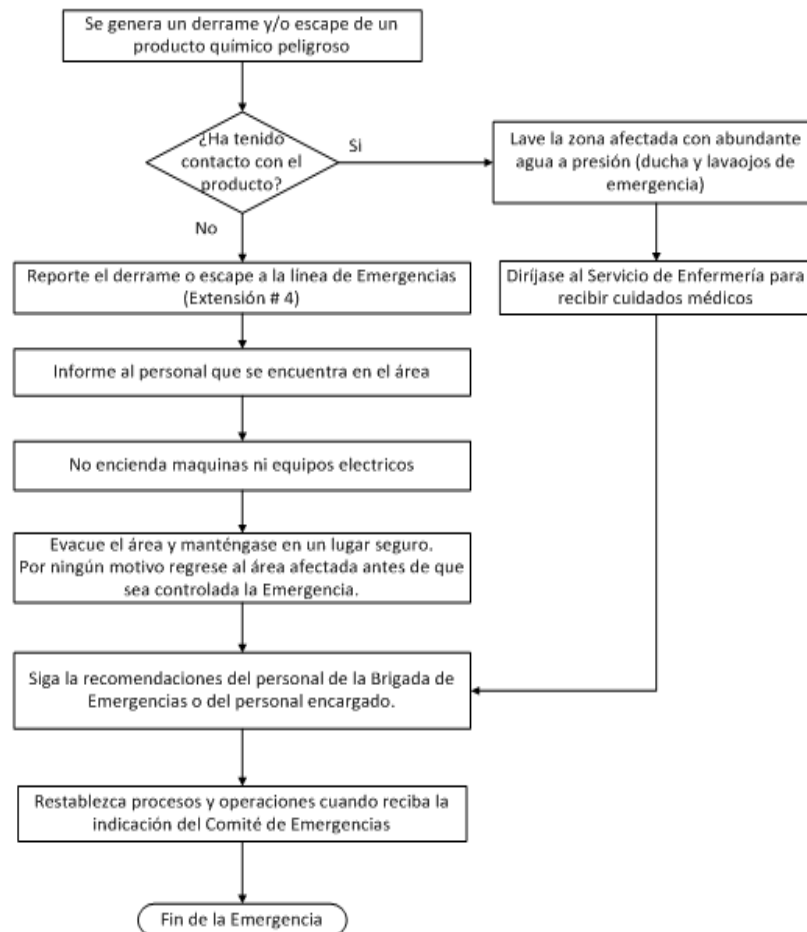 Se genera un derrame y/o escape de un
producto químico peligroso
¿Ha tenido
contacto con el
producto?
Si
Lave la zona afectada con abundante
agua a presión (ducha y lavaojos de
emergencia)
No
Reporte el derrame o escape a la línea de Emergencias
(Extensión # 4)
Diríjase al Servicio de Enfermería para
recibir cuidados médicos
Informe al personal que se encuentra en el área
No encienda maquinas ni equipos electricos
Evacue el área y manténgase en un lugar seguro.
Por ningún motivo regrese al área afectada antes de que
sea controlada la Emergencia.
Siga la recomendaciones del personal de la Brigada de
Emergencias o del personal encargado.
Restablezca procesos y operaciones cuando reciba la
indicación del Comité de Emergencias
Fin de la Emergencia